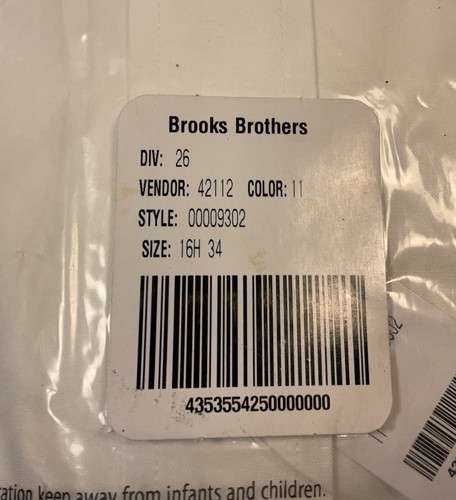 Brooks Brothers
DIV: 26
VENDOR: 42112 COLOR: 11
STYLE: 00009302
SIZE: 16H 34
4353554250000000
keep away from infants and children.